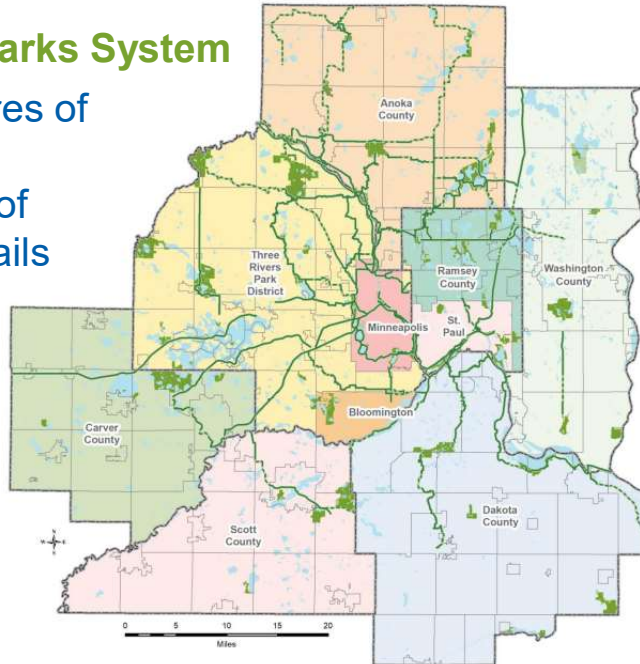 arks System
res of
of
ails
Anoka
County
Three
Rivers
Park
District
Ramsey
County
Washington
County
Minneapolis
St.
Paul
Bloomington
Carver
County
Scott
County
Dakota
County
N
W
E
S
0 5 10 15 20
Miles